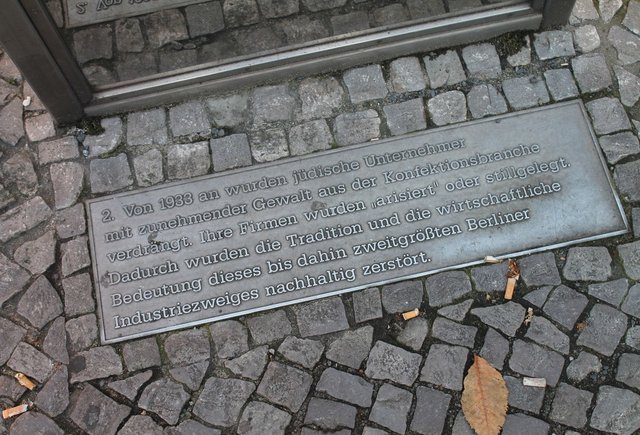 2. Von 1933 an wurden jüdische Unternehmer
mit zunehmender Gewalt aus der Konfektionsbranche
verdrängt. Ihre Firmen wurden „arisiert" oder stillgelegt.
Dadurch wurden die Tradition und die wirtschaftliche
Bedeutung dieses bis dahin zweitgrößten Berliner
Industriezweiges nachhaltig zerstört.